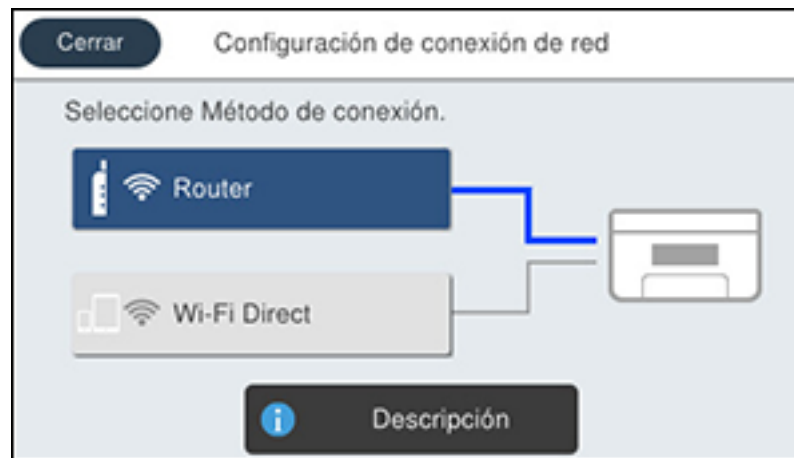 Cerrar
Configuración de conexión de red
Seleccione Método de conexión.
Router
Wi-Fi Direct
Descripción